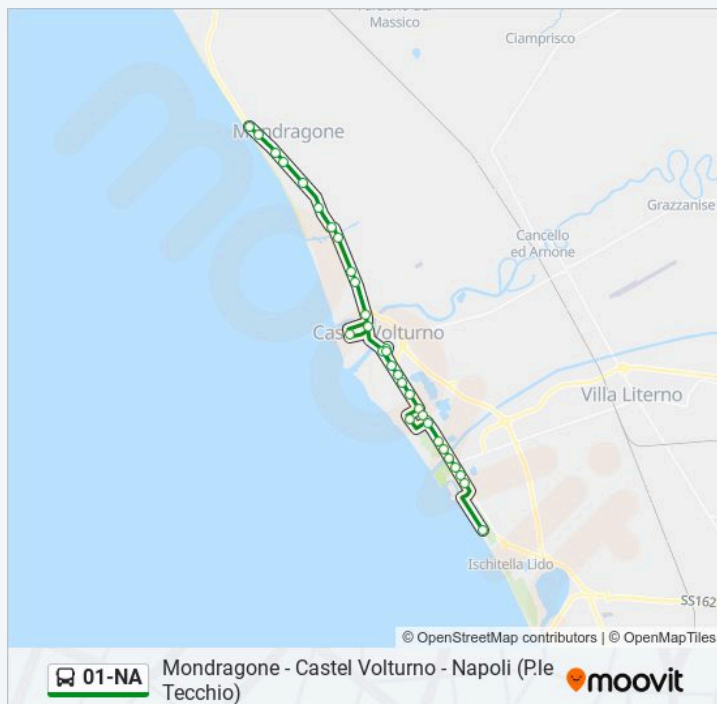 Massico
Ciamprisco
Mondragone
Grazzanise
Cancello
ed Arnone
Castel Volturno
Villa Literno
Ischitella Lido
SS162
© OpenStreetMap contributors | © OpenMapTiles
01-NA
Mondragone - Castel Volturno - Napoli (P.le
Tecchio)
moovit